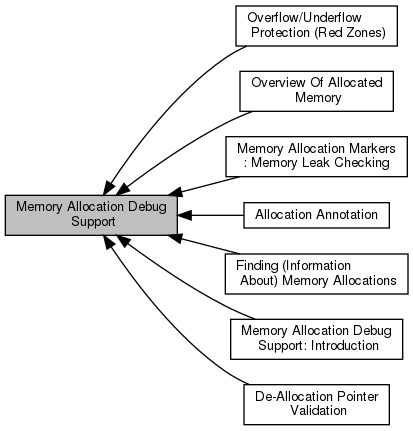 Overflow/Underflow
Protection (Red Zones)
Overview Of Allocated
Memory
Memory Allocation Markers
: Memory Leak Checking
Memory Allocation Debug
Support
Allocation Annotation
Finding (Information
About) Memory Allocations
Memory Allocation Debug
Support: Introduction
De-Allocation Pointer
Validation